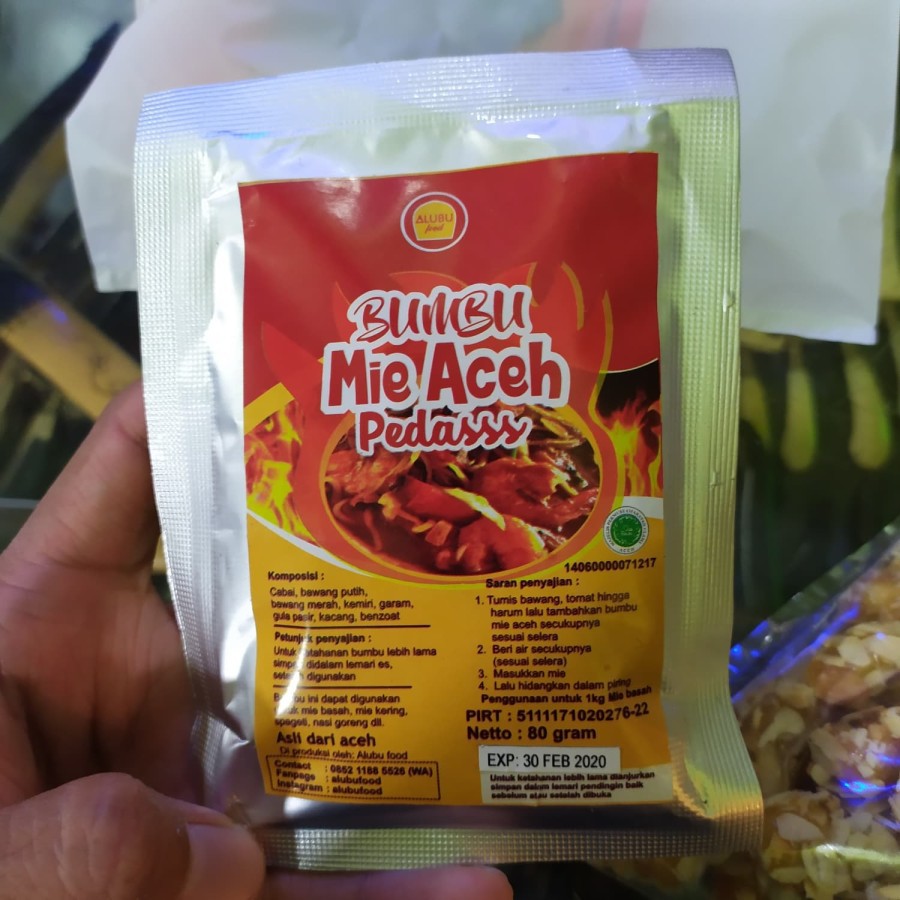 ALUBU
food
BUMBU
Mie Aceh
Pedasss
14060000071217
Komposisi :
Cabai, bawang putih,
bawang merah, kemiri, garam,
gula pasir, kacang, benzoat
Petunjuk penyajian :
Untuk ketahanan bumbu lebih lama
simpan didalam lemari es,
setelah digunakan
Bumbu ini dapat digunakan
untuk mie basah, mie kering,
spageti, nasi goreng dll.
Asli dari aceh
Di produksi oleh: Alubu food
Contact : 0852 1188 5526 (WA)
Fanpage : alubufood
Instagram : alubufood
Saran penyajian :
1. Tumis bawang, tomat hingga
harum lalu tambahkan bumbu
mie aceh secukupnya
sesuai selera
2. Beri air secukupnya
(sesuai selera)
3. Masukkan mie
4. Lalu hidangkan dalam piring
Penggunaan untuk 1kg Mie basah
PIRT : 5111171020276-22
Netto : 80 gram
EXP: 30 FEB 2020
Untuk ketahanan lebih lama dianjurkan
simpan dalam lemari pendingin baik
sebelum atau setelah dibuka